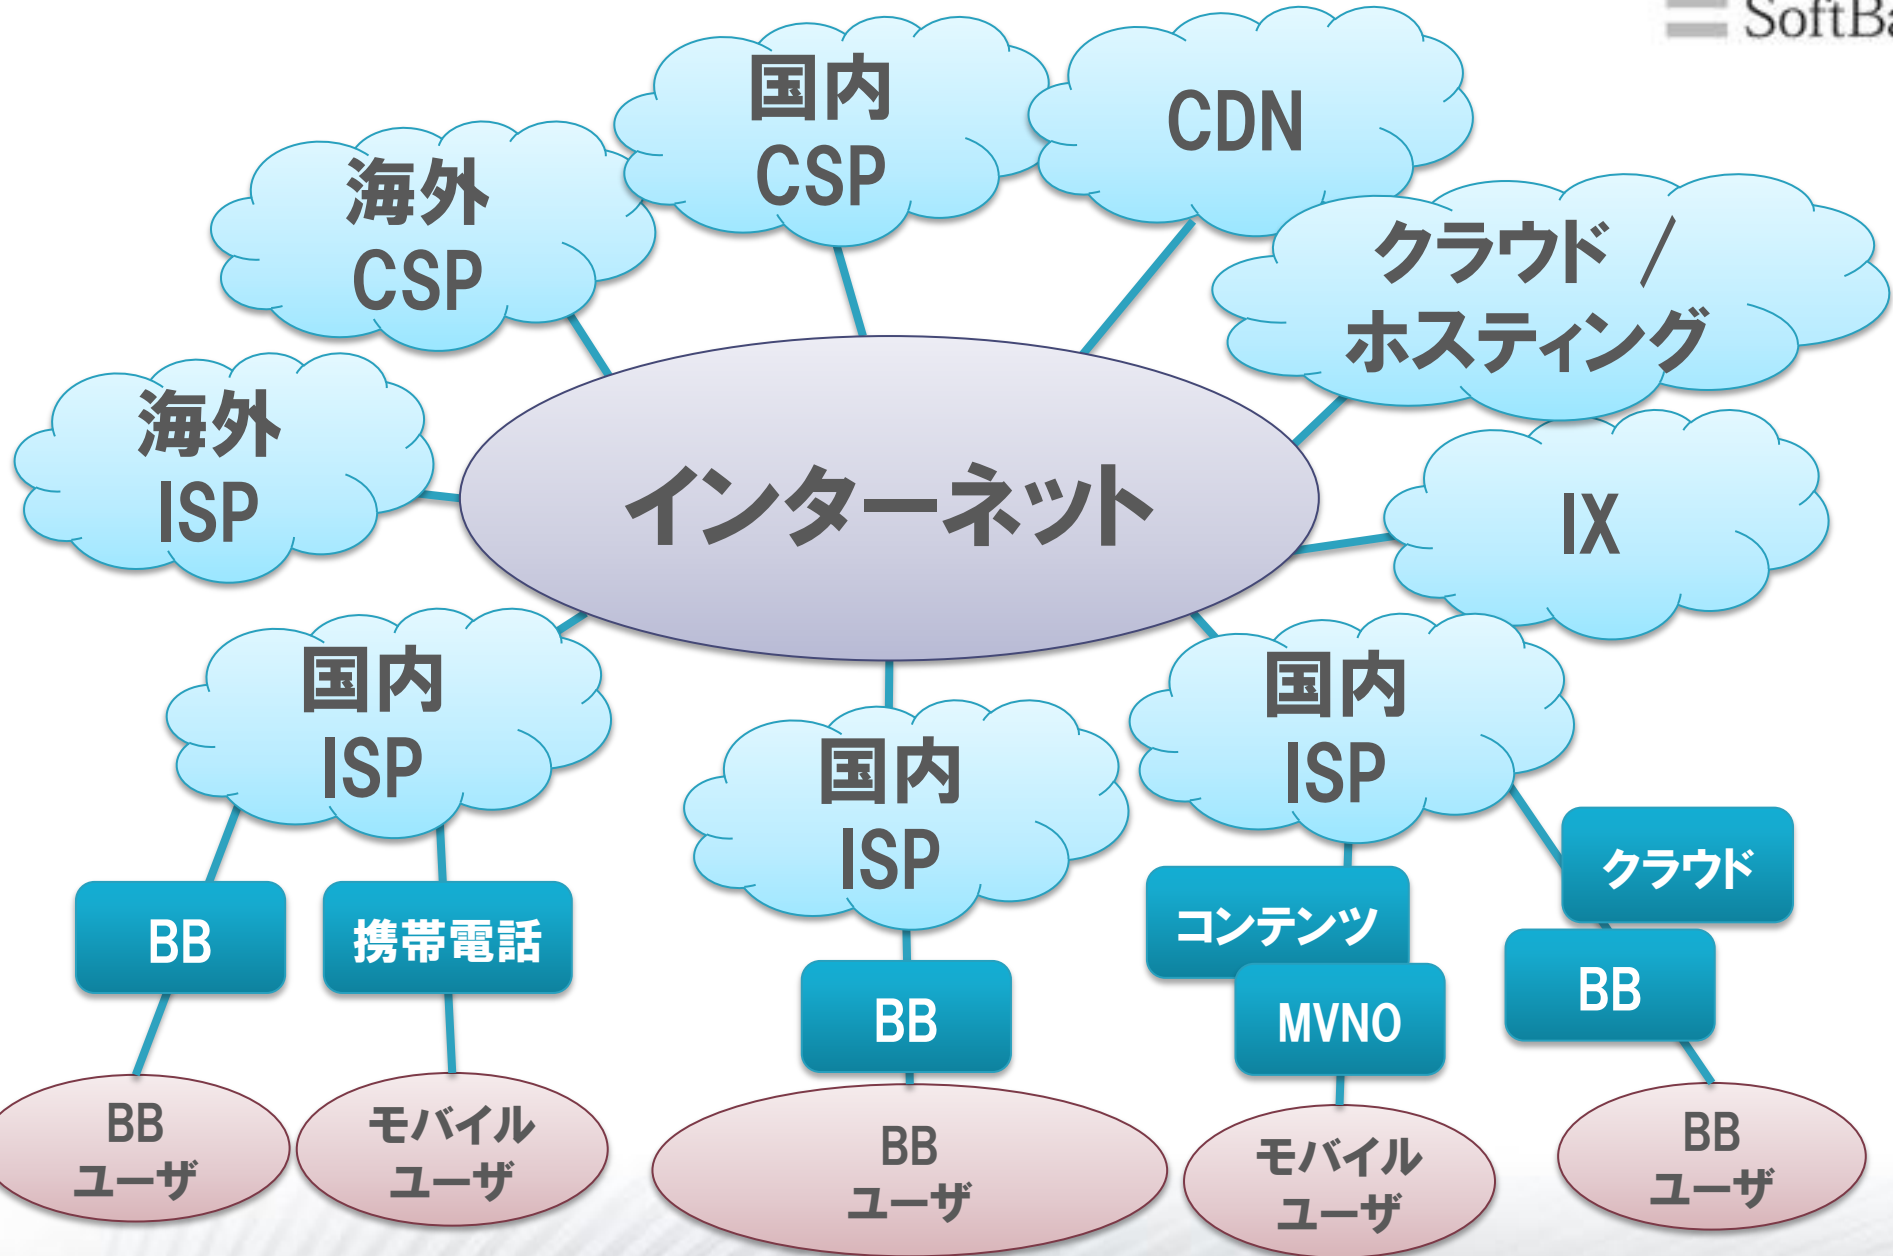 SoftBa
国内
CSP
CDN
海外
CSP
クラウド /
ホスティング
海外
ISP
インターネット
IX
国内
ISP
国内
ISP
国内
ISP
BB
携帯電話
BB
コンテンツ
MVNO
クラウド
BB
BB
ユーザ
モバイル
ユーザ
BB
ユーザ
モバイル
ユーザ
BB
ユーザ